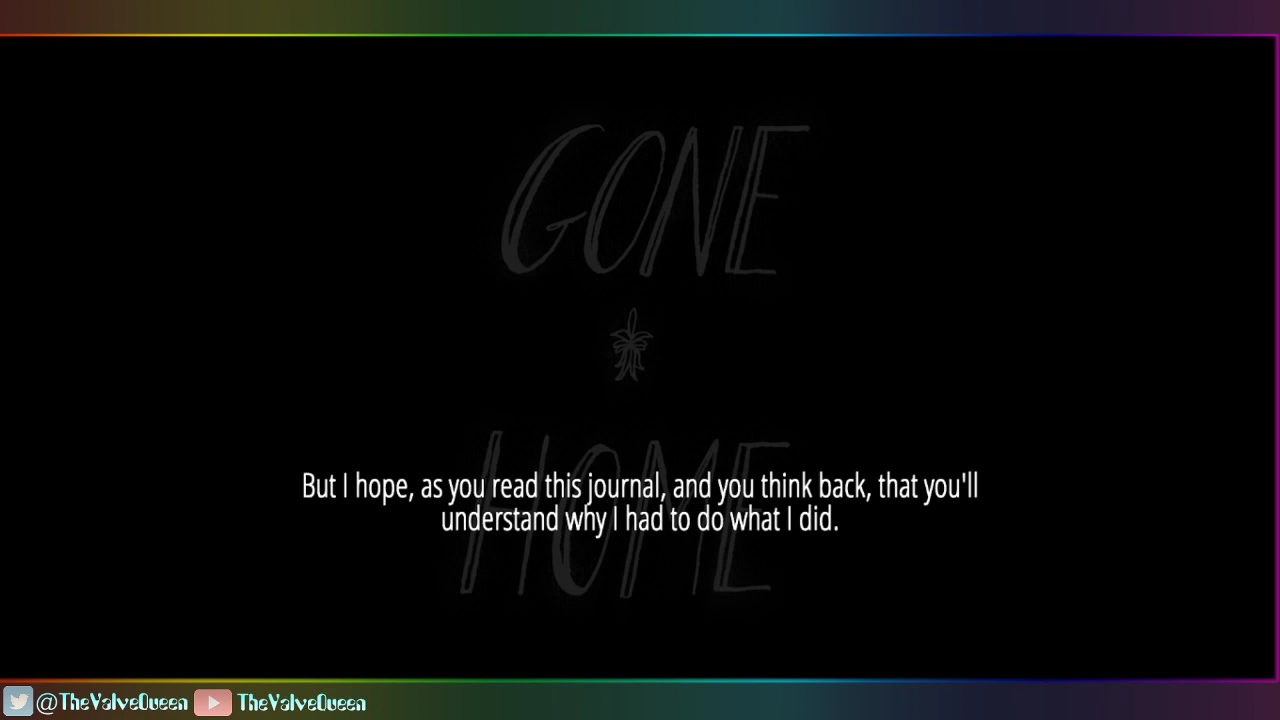 GONE
HOME
But I hope, as you read this journal, and you think back, that you'll
understand why I had to do what I did.
@TheValveQueen TheValveQueen